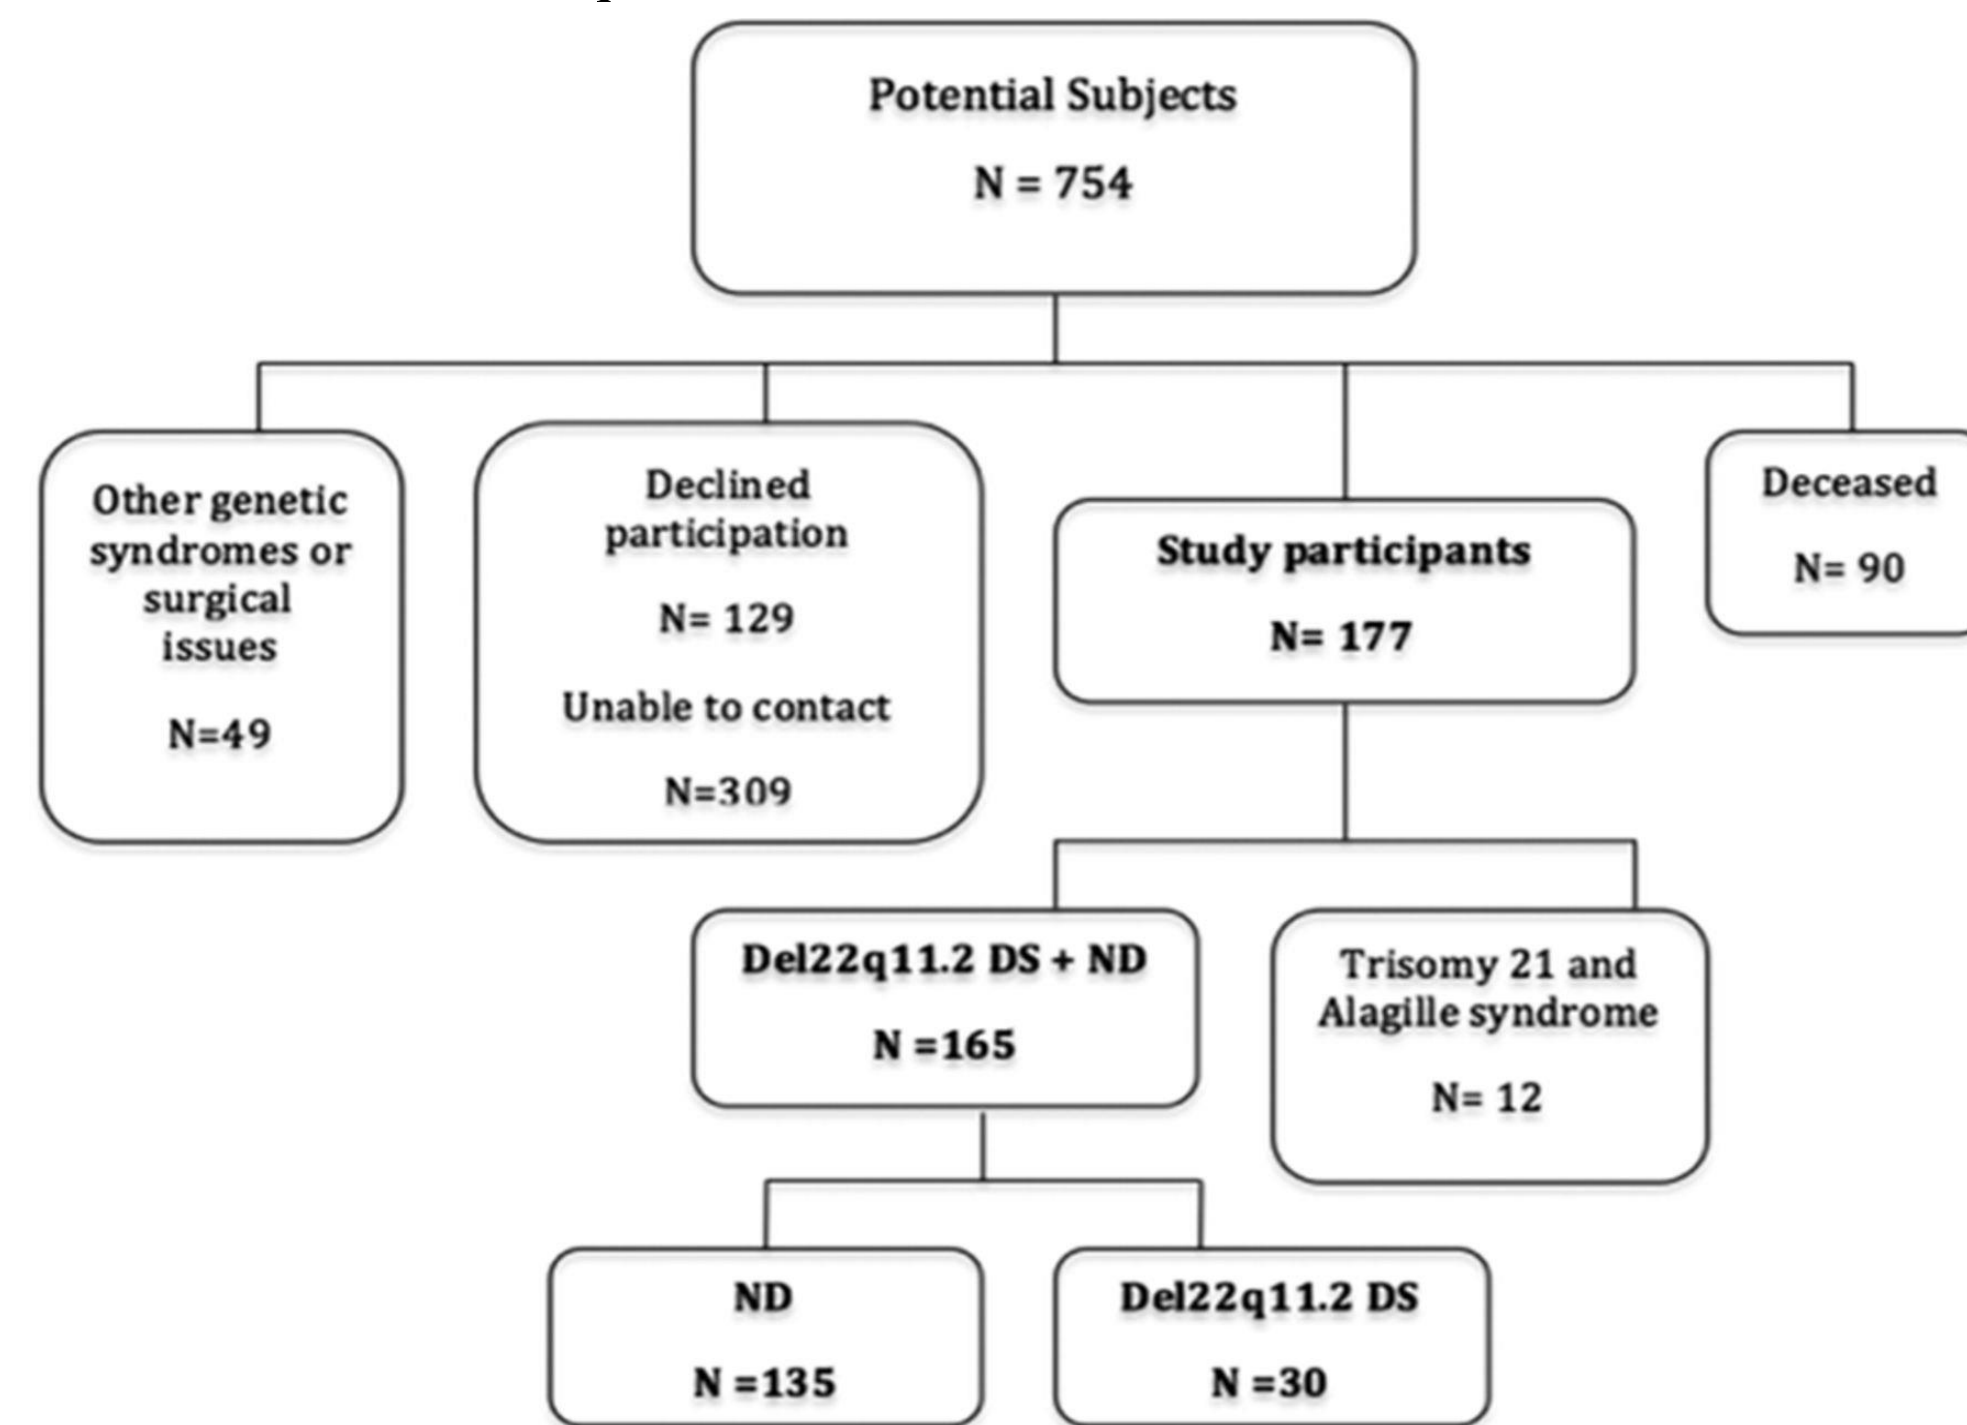 Potential Subjects
N = 754
Other genetic
syndromes or
surgical
issues
N=49
Declined
participation
N= 129
Unable to contact
N=309
Study participants
N= 177
Deceased
N= 90
Del22q11.2 DS + ND
N =165
Trisomy 21 and
Alagille syndrome
N= 12
ND
N =135
Del22q11.2 DS
N =30